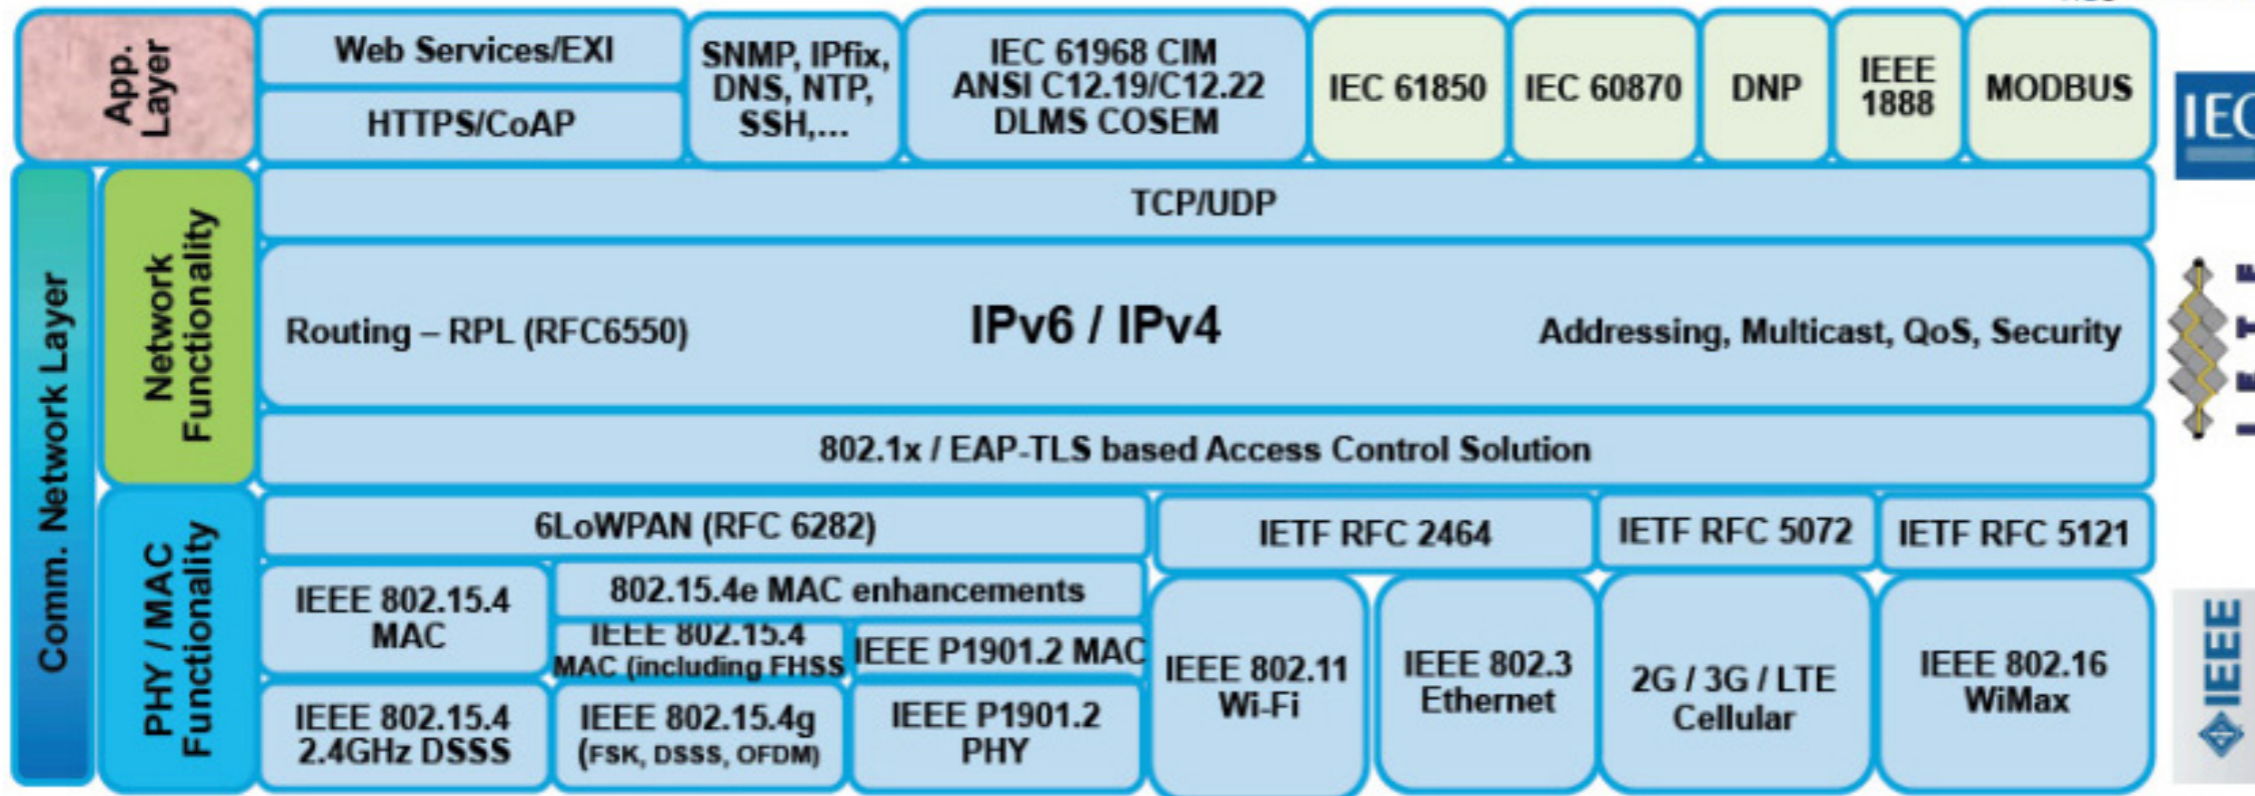 App.
Layer
Web Services/EXI
HTTPS/CoAP
SNMP, IPfix,
DNS, NTP,
SSH,...
IEC 61968 CIM
ANSI C12.19/C12.22
DLMS COSEM
IEC 61850
IEC 60870
DNP
IEEE
1888
MODBUS
IEC
Comm. Network Layer
Network
Functionality
TCP/UDP
Routing – RPL (RFC6550)
IPv6 / IPv4
Addressing, Multicast, QoS, Security
802.1x / EAP-TLS based Access Control Solution
PHY / MAC
Functionality
6LoWPAN (RFC 6282)
IETF RFC 2464
IETF RFC 5072
IETF RFC 5121
IEEE 802.15.4
MAC
802.15.4e MAC enhancements
IEEE 802.15.4
MAC (including FHSS
IEEE P1901.2 MAC
IEEE 802.15.4
2.4GHz DSSS
IEEE 802.15.4g
(FSK, DSSS, OFDM)
IEEE P1901.2
PHY
IEEE 802.11
Wi-Fi
IEEE 802.3
Ethernet
2G / 3G / LTE
Cellular
IEEE 802.16
WiMax
IEEE